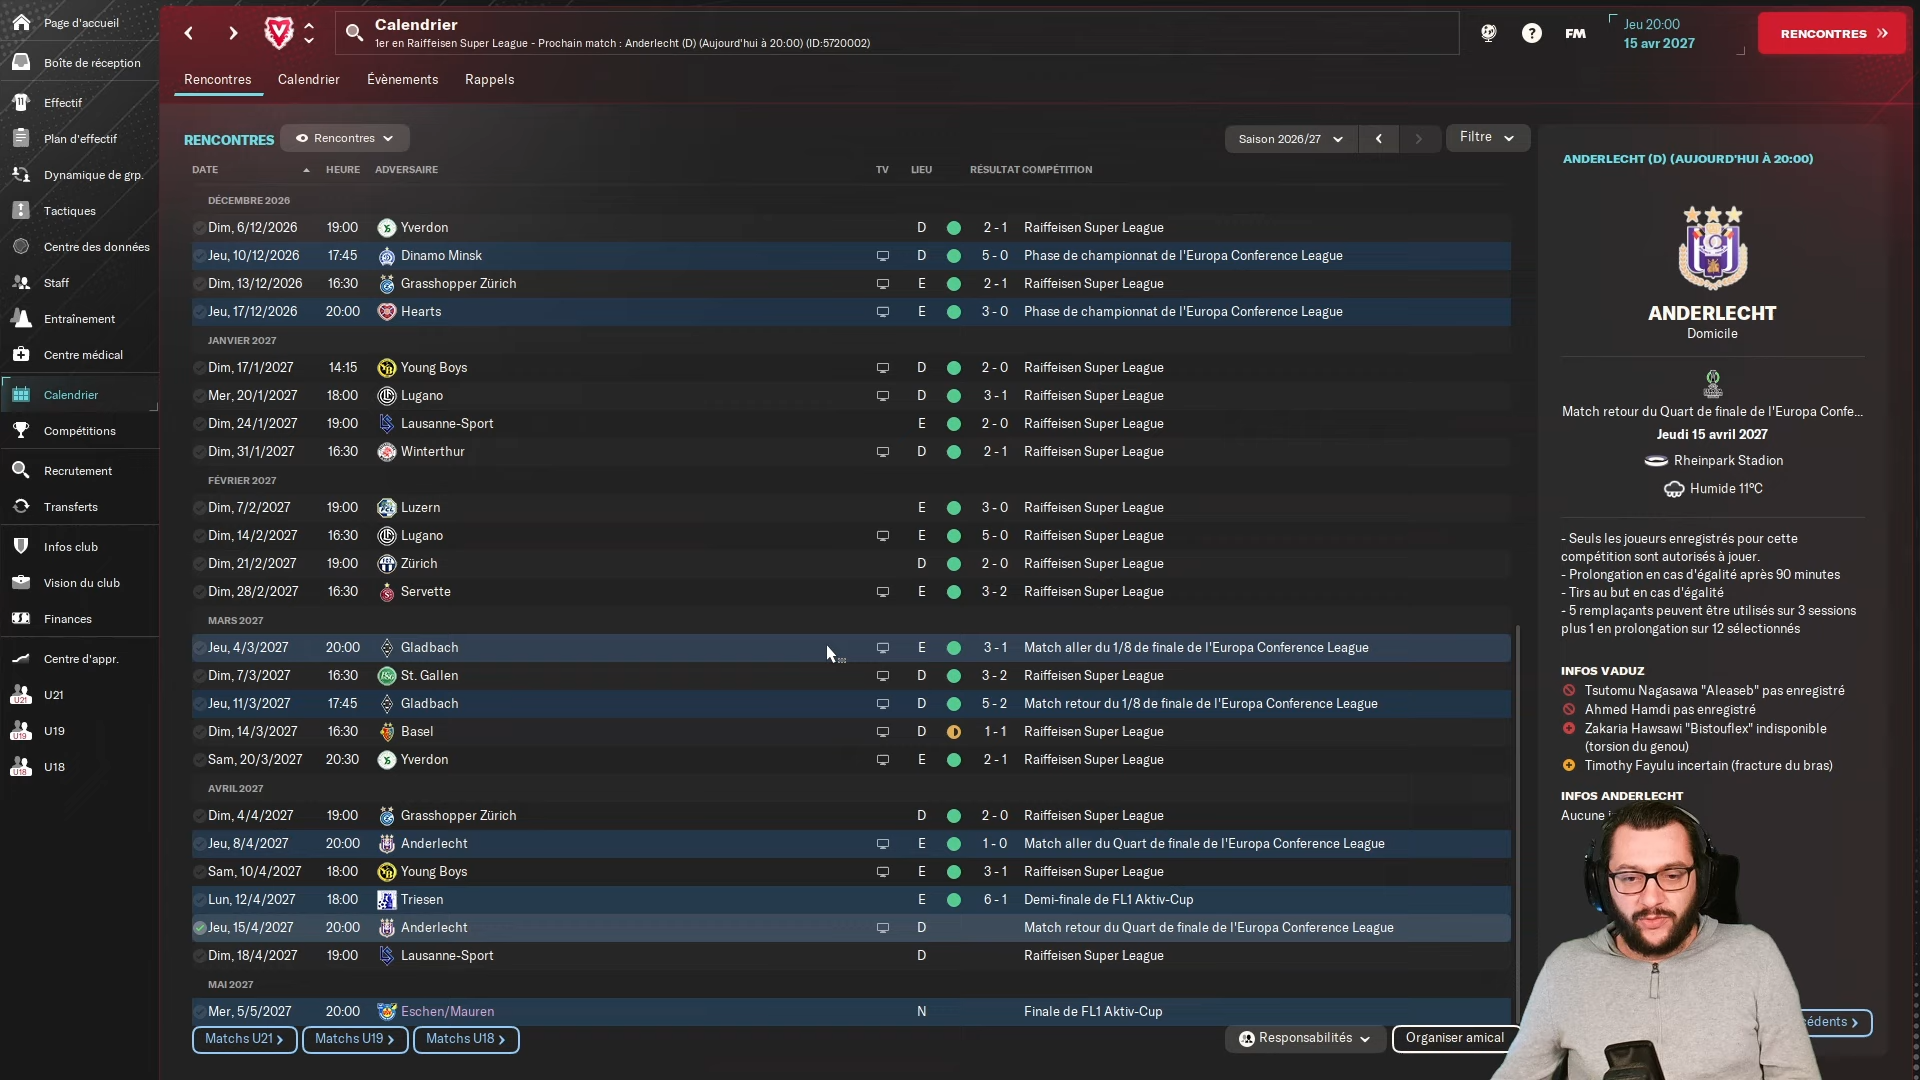 Page d'accueil
Boîte de réception
Effectif
Plan d'effectif
Dynamique de grp.
Tactiques
Centre des données
Staff
Entraînement
Centre médical
Calendrier
Compétitions
Recrutement
Transferts
Infos club
Vision du club
Finances
Centre d'appr.
U21
U19
U18
Calendrier
1er en Raiffeisen Super League - Prochain match : Anderlecht (D) (Aujourd'hui à 20:00) (ID:5720002)
FM
Jeu 20:00
15 avr 2027
RENCONTRES
Rencontres Calendrier Évènements Rappels
RENCONTRES Rencontres Saison 2026/27 Filtre
DATE HEURE ADVERSAIRE TV LIEU RÉSULTAT COMPÉTITION
DÉCEMBRE 2026
Dim, 6/12/2026 19:00 Yverdon D 2 - 1 Raiffeisen Super League
Jeu, 10/12/2026 17:45 Dinamo Minsk D 5 - 0 Phase de championnat de l'Europa Conference League
Dim, 13/12/2026 16:30 Grasshopper Zürich E 2 - 1 Raiffeisen Super League
Jeu, 17/12/2026 20:00 Hearts E 3 - 0 Phase de championnat de l'Europa Conference League
JANVIER 2027
Dim, 17/1/2027 14:15 Young Boys D 2 - 0 Raiffeisen Super League
Mer, 20/1/2027 18:00 Lugano D 3 - 1 Raiffeisen Super League
Dim, 24/1/2027 19:00 Lausanne-Sport E 2 - 0 Raiffeisen Super League
Dim, 31/1/2027 16:30 Winterthur D 2 - 1 Raiffeisen Super League
FÉVRIER 2027
Dim, 7/2/2027 19:00 Luzern E 3 - 0 Raiffeisen Super League
Dim, 14/2/2027 16:30 Lugano E 5 - 0 Raiffeisen Super League
Dim, 21/2/2027 19:00 Zürich D 2 - 0 Raiffeisen Super League
Dim, 28/2/2027 16:30 Servette E 3 - 2 Raiffeisen Super League
MARS 2027
Jeu, 4/3/2027 20:00 Gladbach E 3 - 1 Match aller du 1/8 de finale de l'Europa Conference League
Dim, 7/3/2027 16:30 St. Gallen D 3 - 2 Raiffeisen Super League
Jeu, 11/3/2027 17:45 Gladbach D 5 - 2 Match retour du 1/8 de finale de l'Europa Conference League
Dim, 14/3/2027 16:30 Basel D 1 - 1 Raiffeisen Super League
Sam, 20/3/2027 20:30 Yverdon E 2 - 1 Raiffeisen Super League
AVRIL 2027
Dim, 4/4/2027 19:00 Grasshopper Zürich D 2 - 0 Raiffeisen Super League
Jeu, 8/4/2027 20:00 Anderlecht E 1 - 0 Match aller du Quart de finale de l'Europa Conference League
Sam, 10/4/2027 18:00 Young Boys E 3 - 1 Raiffeisen Super League
Lun, 12/4/2027 18:00 Triesen E 6 - 1 Demi-finale de FL1 Aktiv-Cup
Jeu, 15/4/2027 20:00 Anderlecht D Match retour du Quart de finale de l'Europa Conference League
Dim, 18/4/2027 19:00 Lausanne-Sport D Raiffeisen Super League
MAI 2027
Mer, 5/5/2027 20:00 Eschen/Mauren N Finale de FL1 Aktiv-Cup
Matchs U21 Matchs U19 Matchs U18 Responsabilités Organiser amical
ANDERLECHT (D) (AUJOURD'HUI À 20:00)
ANDERLECHT
Domicile
Match retour du Quart de finale de l'Europa Confe...
Jeudi 15 avril 2027
Rheinpark Stadion
Humide 11°C
- Seuls les joueurs enregistrés pour cette
compétition sont autorisés à jouer.
- Prolongation en cas d'égalité après 90 minutes
- Tirs au but en cas d'égalité
- 5 remplaçants peuvent être utilisés sur 3 sessions
plus 1 en prolongation sur 12 sélectionnés
INFOS VADUZ
Tsutomu Nagasawa "Aleaseb" pas enregistré
Ahmed Hamdi pas enregistré
Zakaria Hawsawi "Bistouflex" indisponible
(torsion du genou)
Timothy Fayulu incertain (fracture du bras)
INFOS ANDERLECHT
Aucune